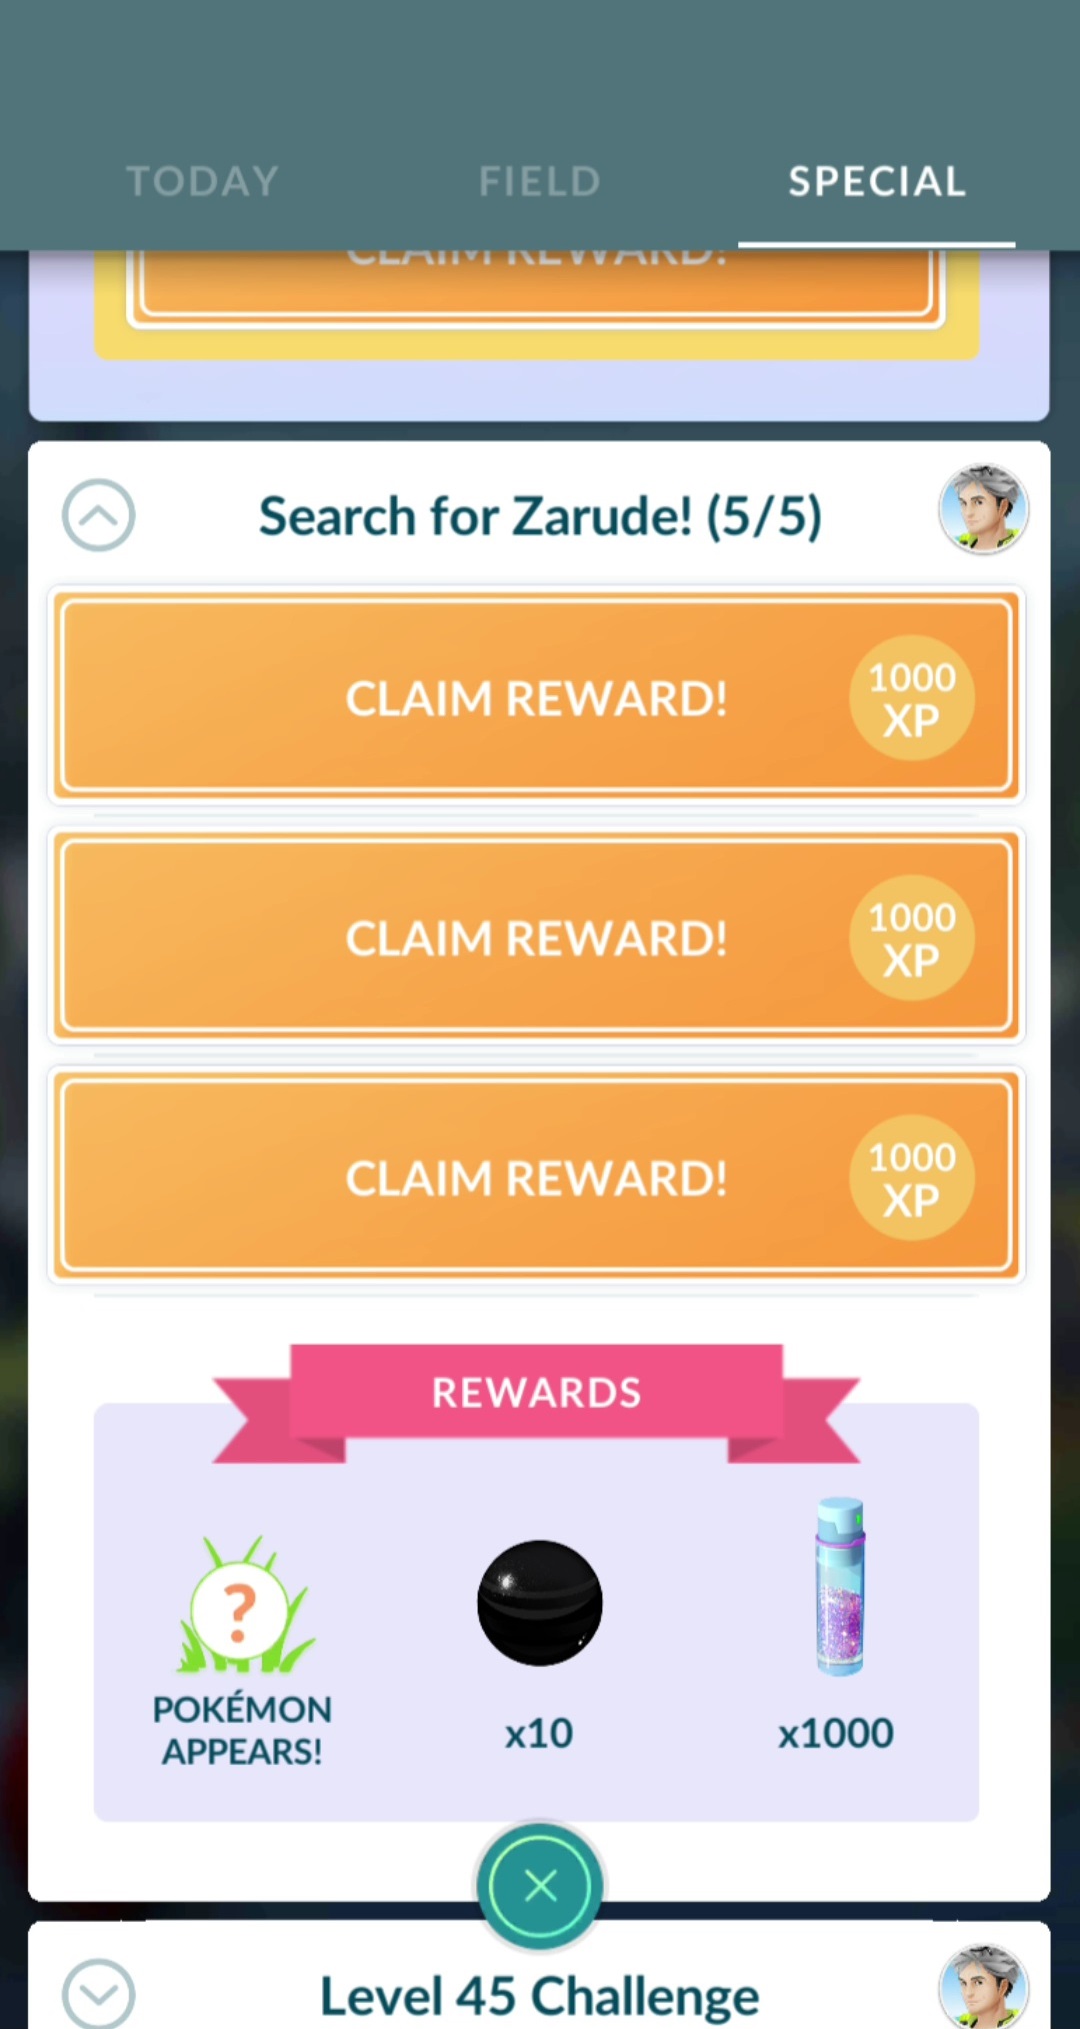 TODAY
FIELD
SPECIAL
CLAIM REWARD!
Search for Zarude! (5/5)
CLAIM REWARD!
1000
XP
CLAIM REWARD!
1000
XP
CLAIM REWARD!
1000
XP
REWARDS
?
POKÉMON
APPEARS!
x10
x1000
Level 45 Challenge